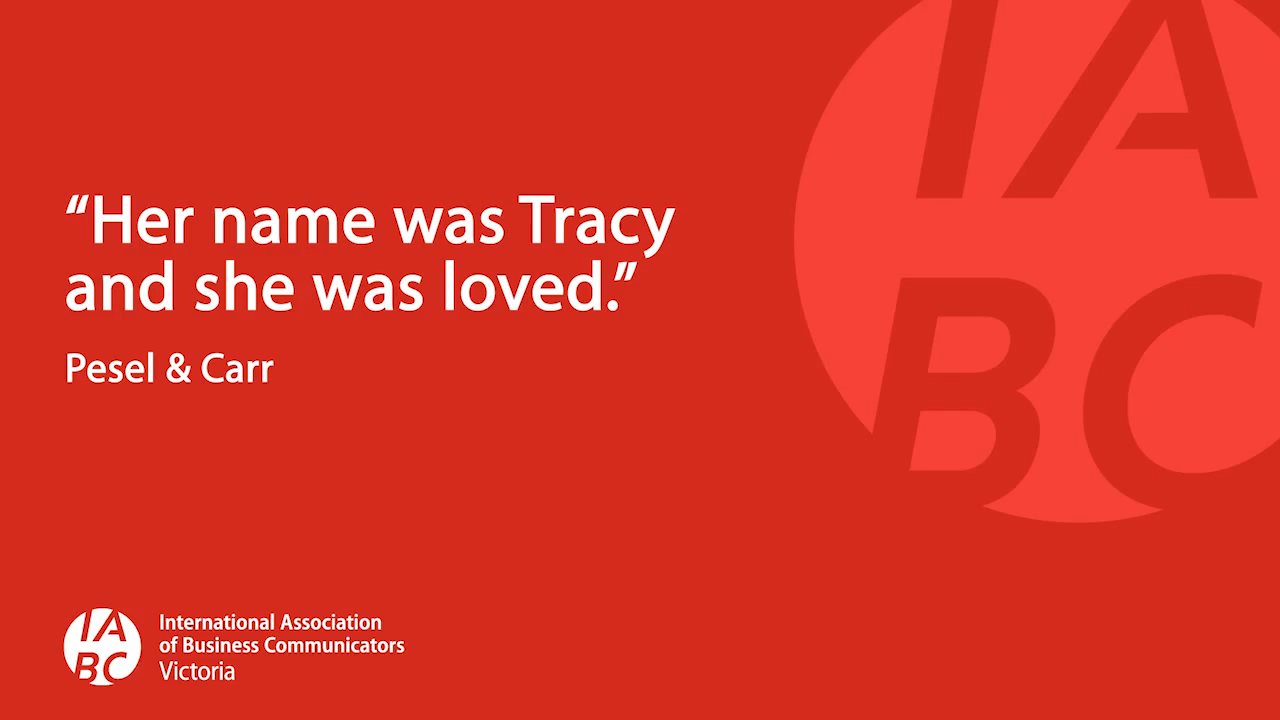 “Her name was Tracy
and she was loved.”
Pesel & Carr
IA
BC
IA
BC
International Association
of Business Communicators
Victoria